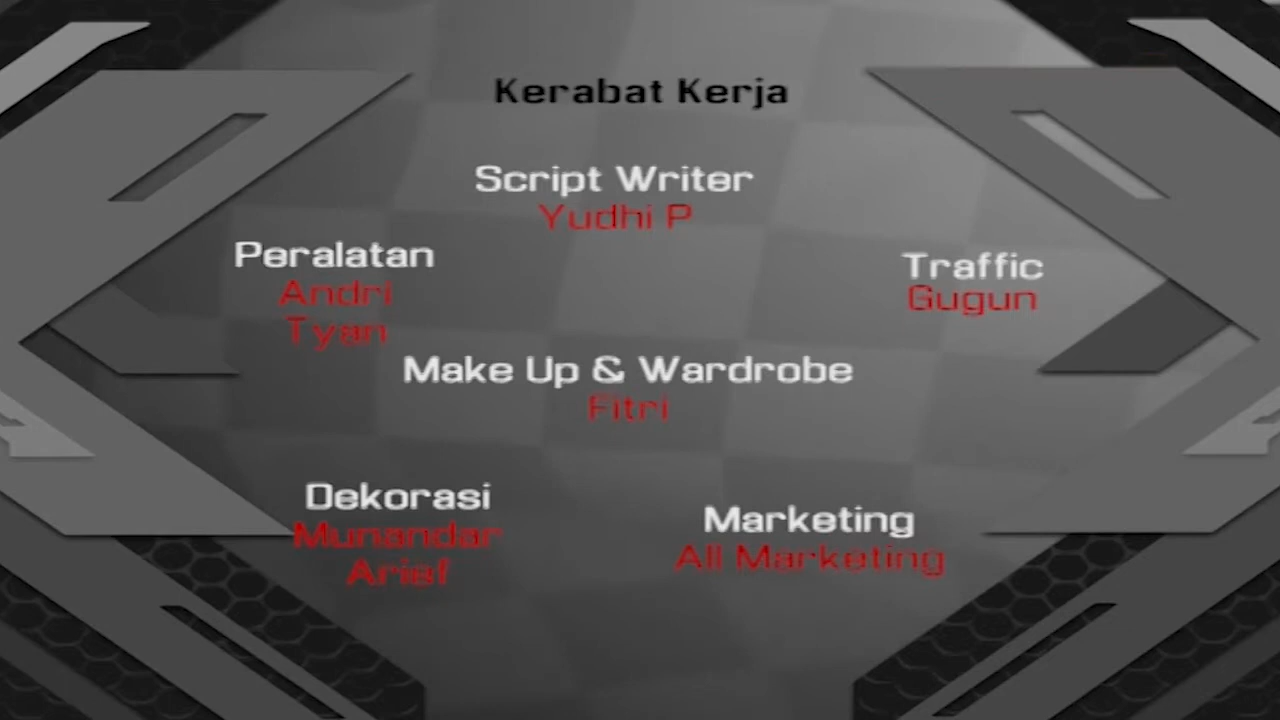 Kerabat Kerja
Script Writer
Yudhi P
Peralatan
Andri
Tyan
Traffic
Gugun
Make Up & Wardrobe
Fitri
Dekorasi
Munandar
Arief
Marketing
All Marketing